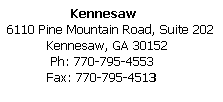 Kennesaw
6110 Pine Mountain Road, Suite 202
Kennesaw, GA 30152
Ph: 770-795-4553
Fax: 770-795-4513